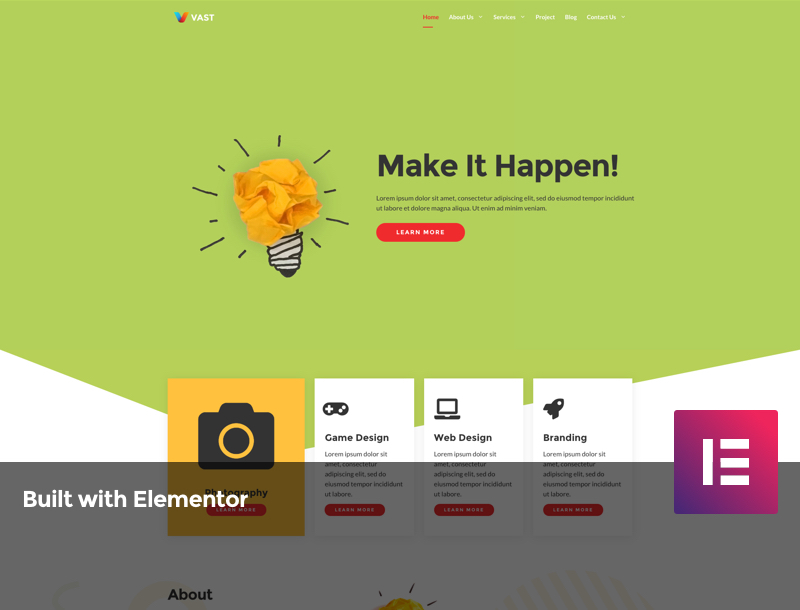 VAST
Home About Us Services Project Blog Contact Us
Make It Happen!
Lorem ipsum dolor sit amet, consectetur adipiscing elit, sed do eiusmod tempor incididunt
ut labore et dolore magna aliqua. Ut enim ad minim veniam.
LEARN MORE
Photography
LEARN MORE
Game Design
Lorem ipsum dolor sit
amet, consectetur
adipiscing elit, sed do
eiusmod tempor incididunt
ut labore.
LEARN MORE
Web Design
Lorem ipsum dolor sit
amet, consectetur
adipiscing elit, sed do
eiusmod tempor incididunt
ut labore.
LEARN MORE
Branding
Lorem ipsum dolor sit
amet, consectetur
adipiscing elit, sed do
eiusmod tempor incididunt
ut labore.
LEARN MORE
Built with Elementor
About